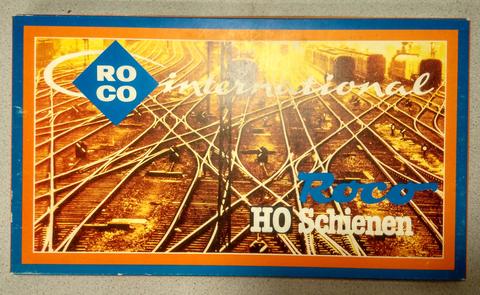 RO
CO
international
Roco
HO Schienen